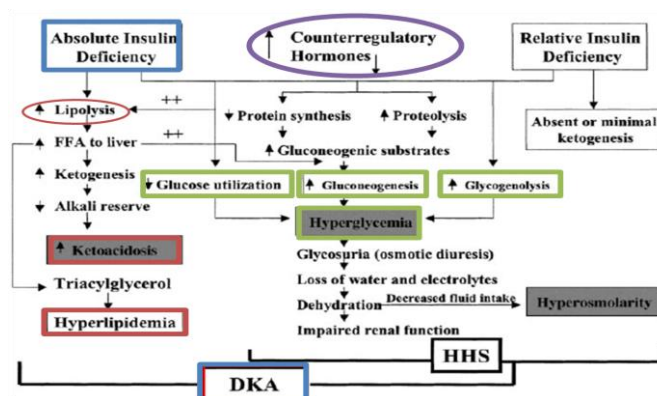 Absolute Insulin
Deficiency
Counterregulatory
Hormones
Relative Insulin
Deficiency
Lipolysis
++
Protein synthesis
Proteolysis
Absent or minimal
ketogenesis
FFA to liver
++
Gluconeogenic substrates
Ketogenesis
Glucose utilization
Gluconeogenesis
Glycogenolysis
Alkali reserve
Hyperglycemia
Ketoacidosis
Glycosuria (osmotic diuresis)
Triacylglycerol
Loss of water and electrolytes
Hyperlipidemia
Dehydration
Decreased fluid intake
Hyperosmolarity
Impaired renal function
HHS
DKA